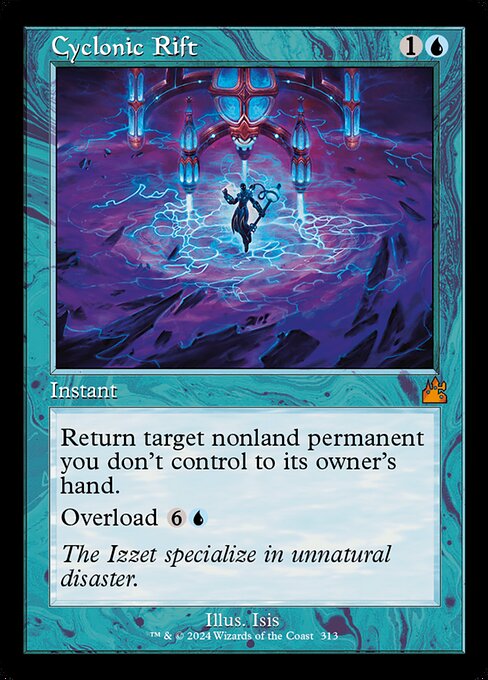 Cyclonic Rift 1
Instant
Return target nonland permanent
you don't control to its owner's
hand.
Overload 6
The Izzet specialize in unnatural
disaster.
Illus. Isis
™ & © 2024 Wizards of the Coast 313